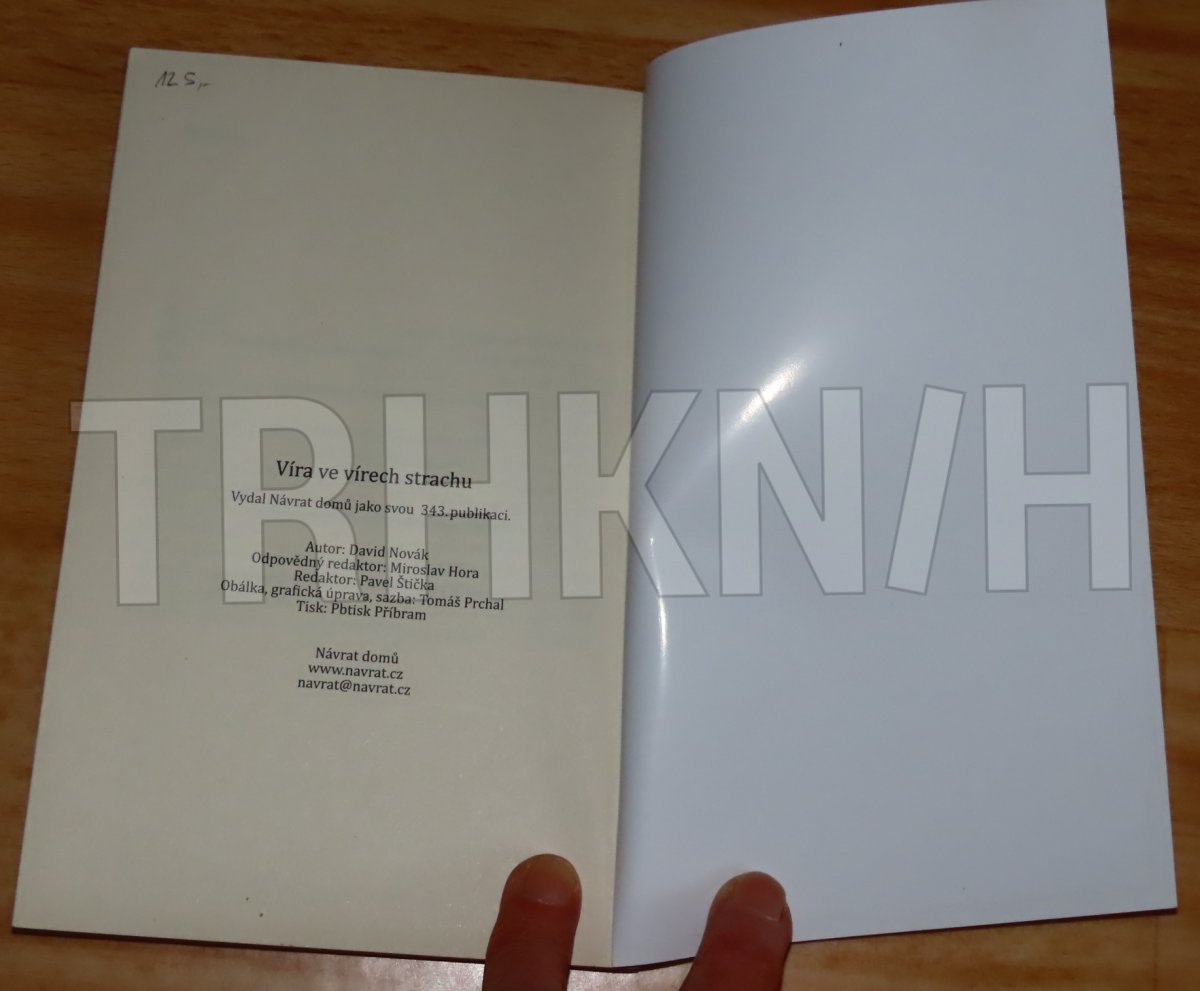 125,-
Víra ve vírech strachu
Vydal Návrat domů jako svou 343. publikaci.
Autor: David Novák
Odpovědný redaktor: Miroslav Hora
Redaktor: Pavel Štička
Obálka, grafická úprava, sazba: Tomáš Prchal
Tisk: Pbtisk Příbram
Návrat domů
www.navrat.cz
navrat@navrat.cz
TRHKN/H